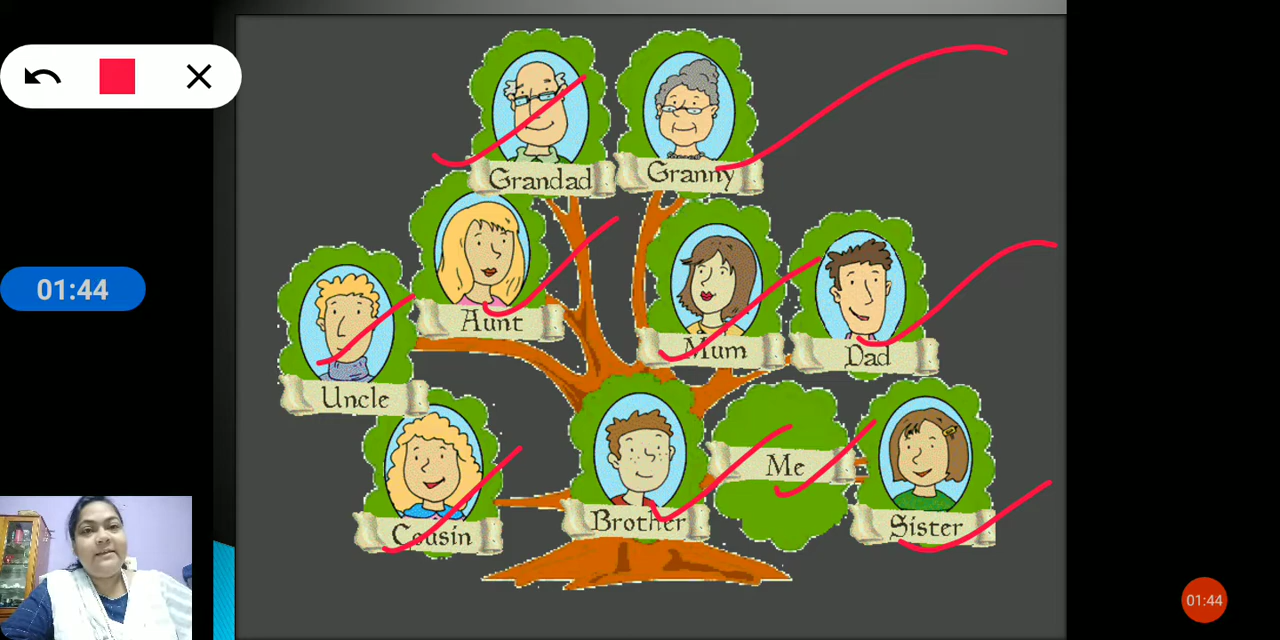 Grandad
Granny
01:44
Aunt
Mum
Dad
Uncle
Me
Cousin
Brother
Sister
01:44